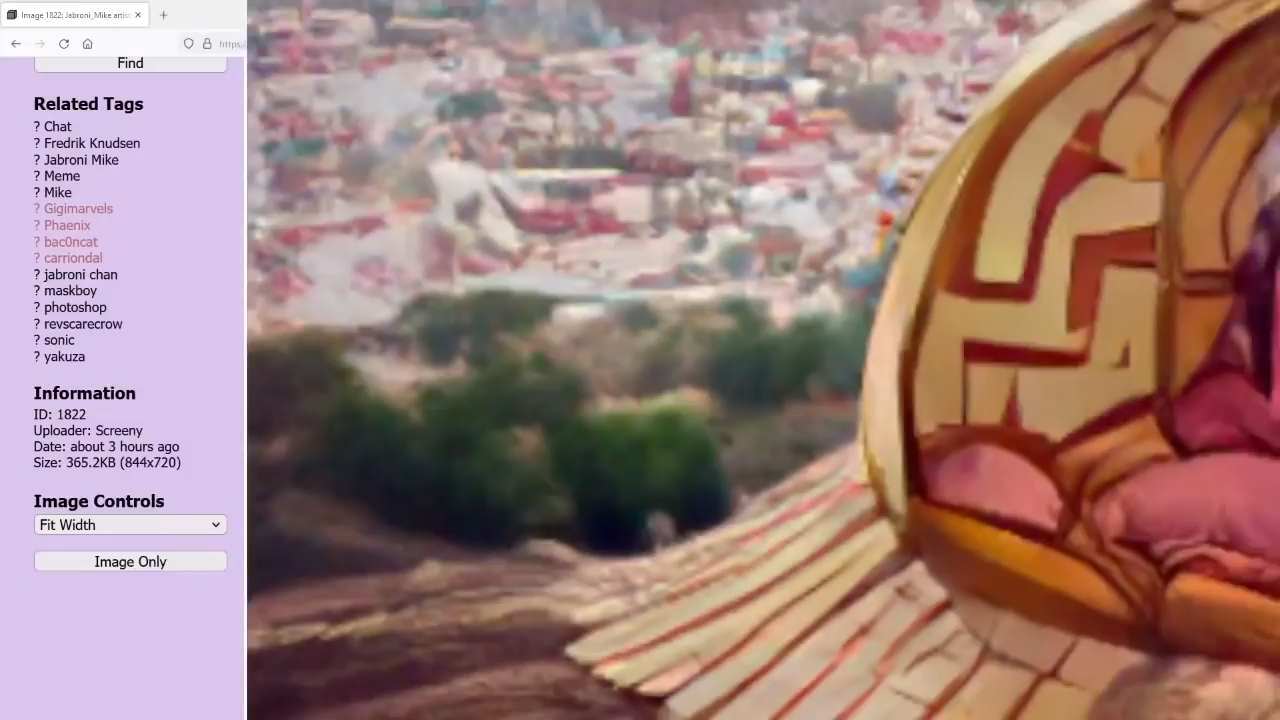 Image 1822: Jabroni_Mike artist
https:/
Find
Related Tags
? Chat
? Fredrik Knudsen
? Jabroni Mike
? Meme
? Mike
? Gigimarvels
? Phaenix
? bac0ncat
? carriondal
? jabroni chan
? maskboy
? photoshop
? revscarecrow
? sonic
? yakuza
Information
ID: 1822
Uploader: Screeny
Date: about 3 hours ago
Size: 365.2KB (844x720)
Image Controls
Fit Width
Image Only